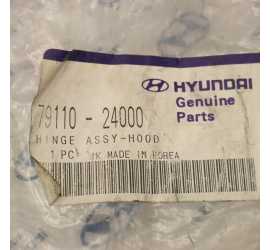 HYUNDAI
Genuine
Parts
79110 - 24000
HINGE ASSY-HOOD
1 PC MADE IN KOREA